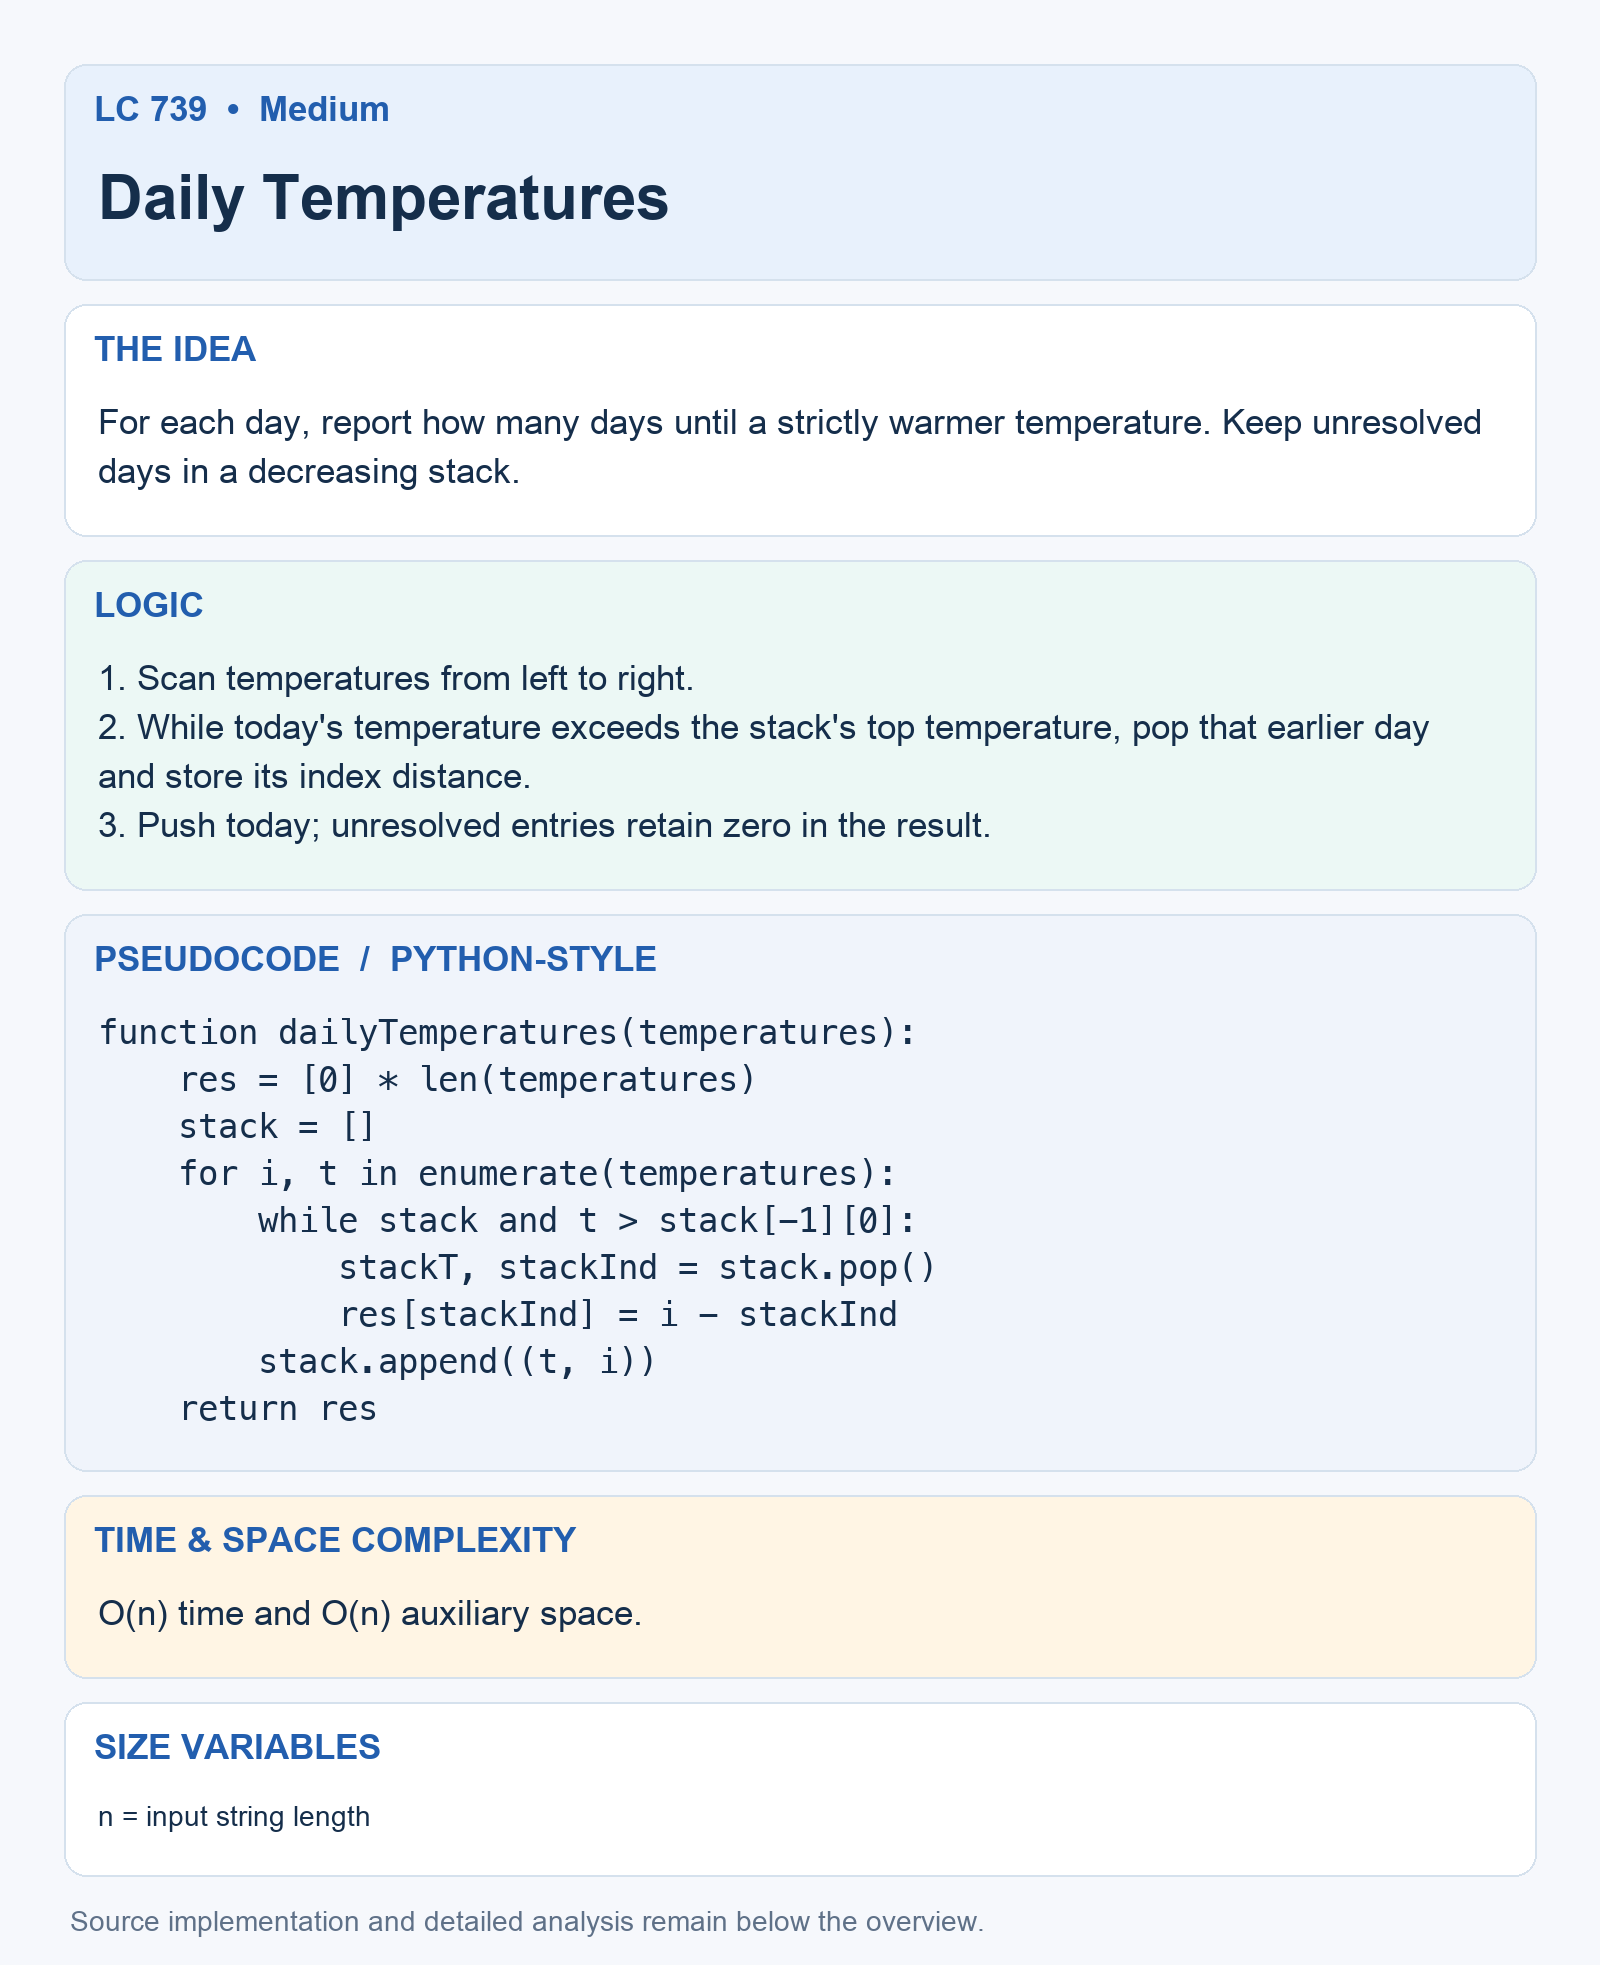 LC 739 • Medium
Daily Temperatures
THE IDEA
For each day, report how many days until a strictly warmer temperature. Keep unresolved
days in a decreasing stack.
LOGIC
1. Scan temperatures from left to right.
2. While today's temperature exceeds the stack's top temperature, pop that earlier day
and store its index distance.
3. Push today; unresolved entries retain zero in the result.
PSEUDOCODE / PYTHON-STYLE
function dailyTemperatures(temperatures):
    res = [0] * len(temperatures)
    stack = []
    for i, t in enumerate(temperatures):
        while stack and t > stack[−1][0]:
            stackT, stackInd = stack.pop()
            res[stackInd] = i − stackInd
        stack.append((t, i))
    return res
TIME & SPACE COMPLEXITY
O(n) time and O(n) auxiliary space.
SIZE VARIABLES
n = input string length
Source implementation and detailed analysis remain below the overview.